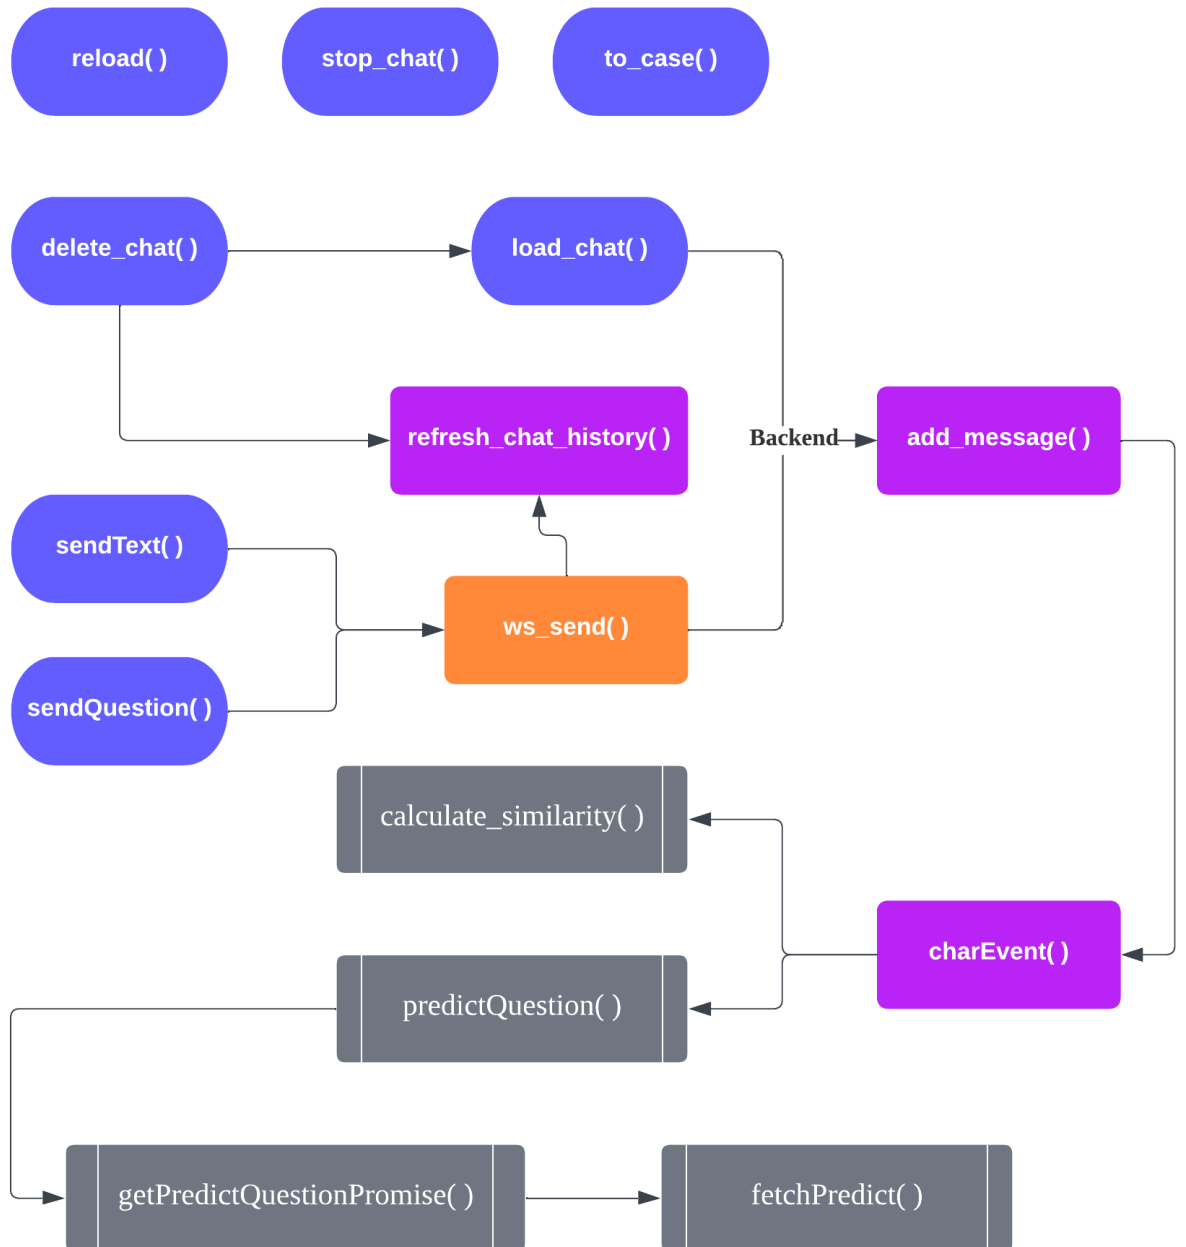 reload( )
stop_chat( )
to_case( )
delete_chat( )
load_chat( )
refresh_chat_history( )
Backend
add_message( )
sendText( )
ws_send( )
sendQuestion( )
calculate_similarity( )
charEvent( )
predictQuestion( )
getPredictQuestionPromise( )
fetchPredict( )